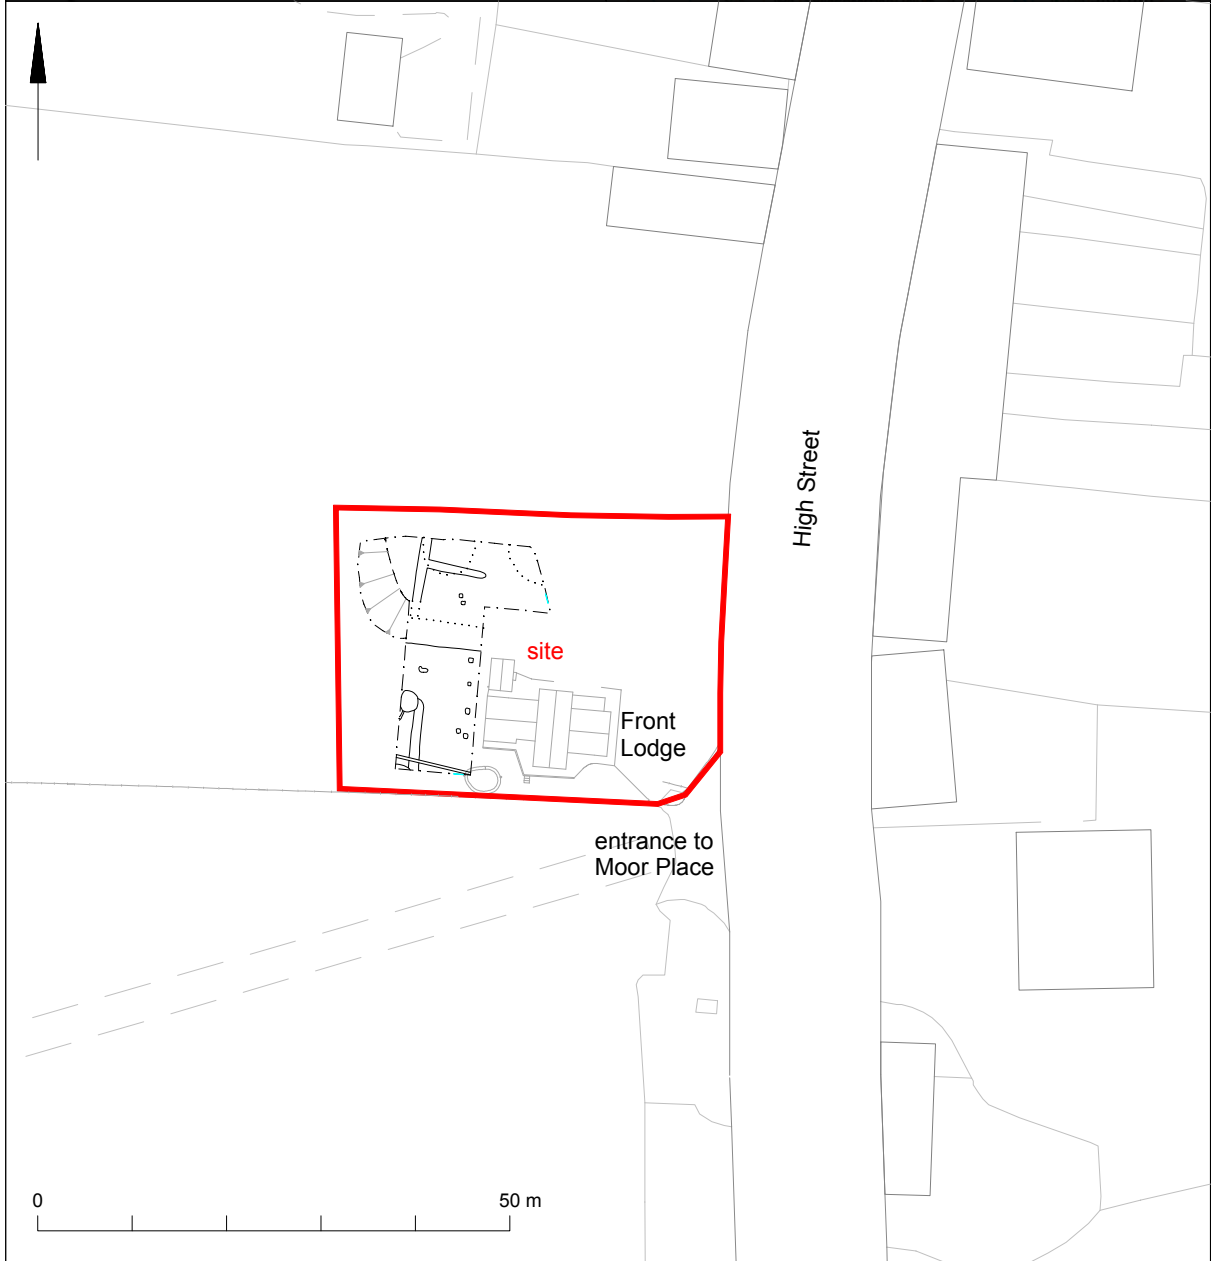 High Street
site
Front
Lodge
entrance to
Moor Place
0
50 m